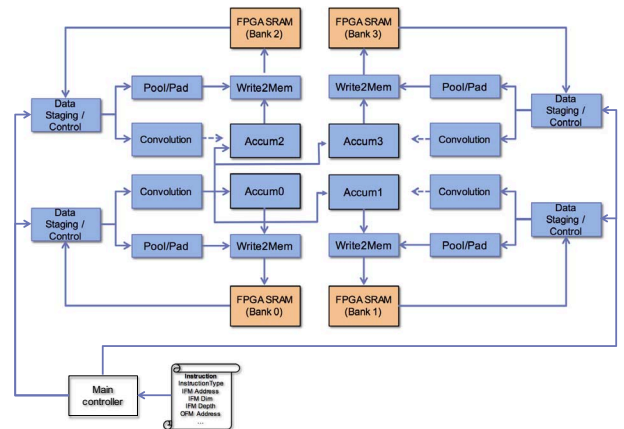 FPGA SRAM
(Bank 2)
FPGA SRAM
(Bank 3)
Pool/Pad
Write2Mem
Write2Mem
Pool/Pad
Data
Staging /
Control
Data
Staging /
Control
Convolution
Accum2
Accum3
Convolution
Convolution
Accum0
Accum1
Convolution
Data
Staging /
Control
Data
Staging /
Control
Pool/Pad
Write2Mem
Write2Mem
Pool/Pad
FPGA SRAM
(Bank 0)
FPGA SRAM
(Bank 1)
Main
controller
Instruction
InstructionType
IFM Address
IFM Dim
IFM Depth
OFM Address
...